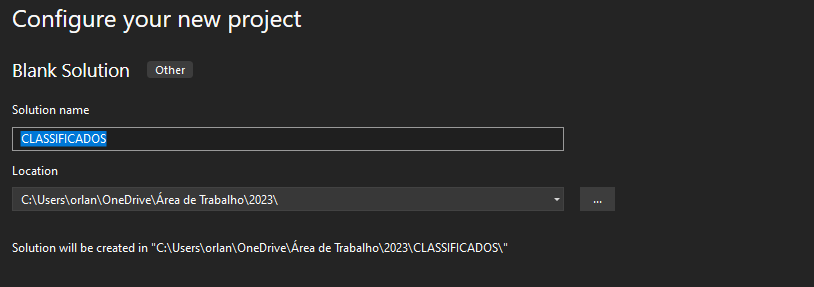 Configure your new project
Blank Solution Other
Solution name
CLASSIFICADOS
Location
C:\Users\orlan\OneDrive\Área de Trabalho\2023\
...
Solution will be created in "C:\Users\orlan\OneDrive\Área de Trabalho\2023\CLASSIFICADOS\"